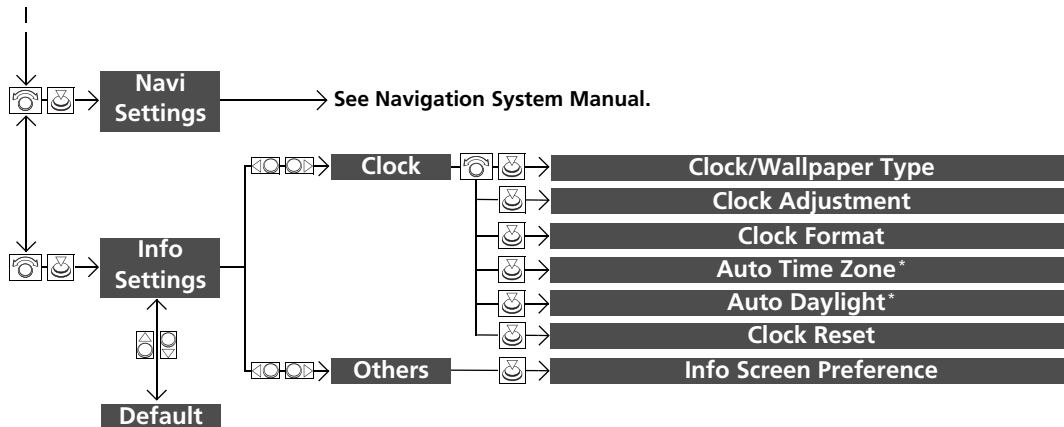 Navi
Settings
See Navigation System Manual.
Clock
Clock/Wallpaper Type
Clock Adjustment
Clock Format
Info
Settings
Auto Time Zone*
Auto Daylight*
Clock Reset
Others
Info Screen Preference
Default